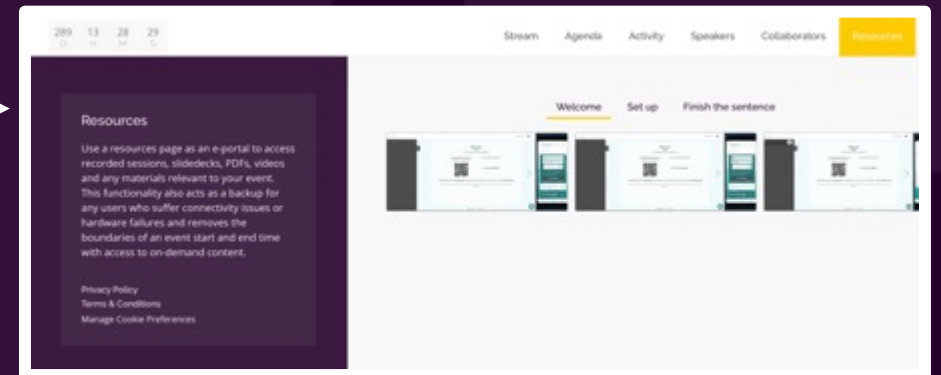 289 13 28 29
D H M S
Stream Agenda Activity Speakers Collaborators Resources
Resources
Use a resources page as an e-portal to access
recorded sessions, slidedecks, PDFs, videos
and any materials relevant to your event.
This functionality also acts as a backup for
any users who suffer connectivity issues or
hardware failures and removes the
boundaries of an event start and end time
with access to on-demand content.
Privacy Policy
Terms & Conditions
Manage Cookie Preferences
Welcome Set up Finish the sentence